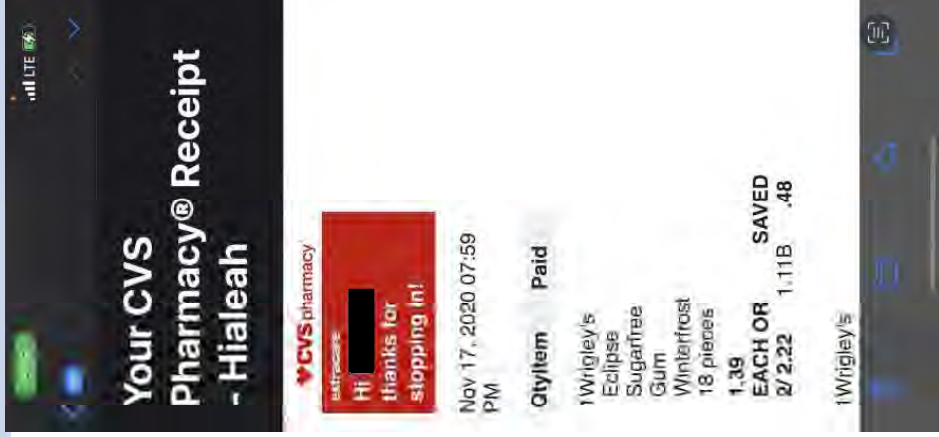 LTE
Your CVS
Pharmacy® Receipt
- Hialeah
CVS pharmacy
extracare
Hi
thanks for
stopping in!
Nov 17, 2020 07:59
PM
QtyItem Paid
1Wrigley's
Eclipse
Sugarfree
Gum
Winterfrost
18 pieces
1.39
EACH OR SAVED
2/ 2.22 1.11B .48
1Wrigley's